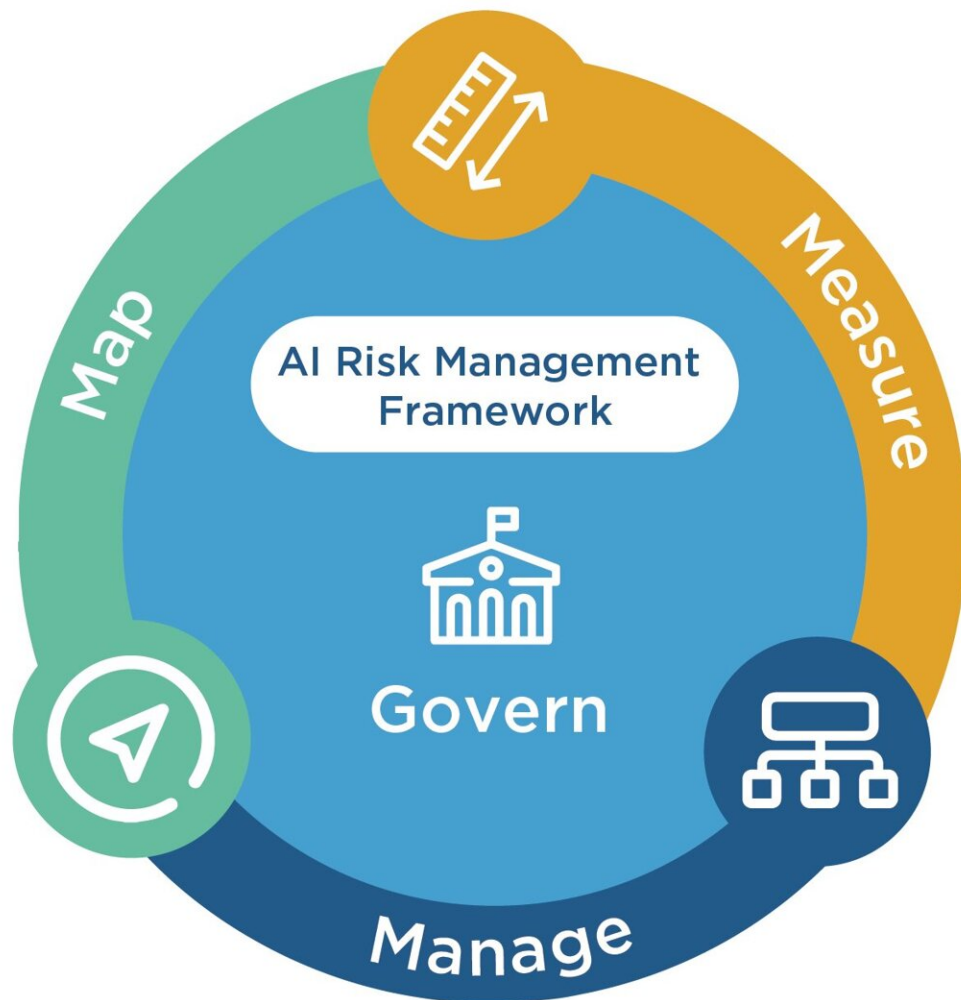 Map
Measure
AI Risk Management
Framework
Govern
Manage